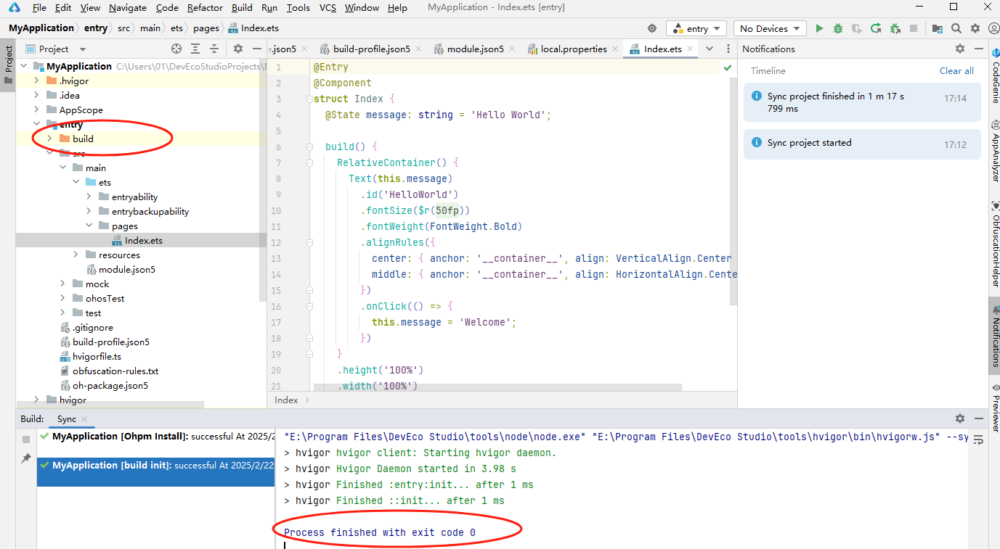 File Edit View Navigate Code Refactor Build Run Tools VCS Window Help MyApplication - Index.ets [entry]
MyApplication entry src main ets pages Index.ets
entry No Devices
Project
.json5 build-profile.json5 module.json5 local.properties Index.ets
Notifications
Project
MyApplication C:\Users\01\DevEcoStudioProjects\
.hvigor
.idea
AppScope
entry
build
src
main
ets
entryability
entrybackupability
pages
Index.ets
resources
module.json5
mock
ohosTest
test
.gitignore
build-profile.json5
hvigorfile.ts
obfuscation-rules.txt
oh-package.json5
hvigor
1 @Entry
2 @Component
3 struct Index {
4 @State message: string = 'Hello World';
5
6 build() {
7 RelativeContainer() {
8 Text(this.message)
9 .id('HelloWorld')
10 .fontSize($r(50fp))
11 .fontWeight(FontWeight.Bold)
12 .alignRules({
13 center: { anchor: '__container__', align: VerticalAlign.Center
14 middle: { anchor: '__container__', align: HorizontalAlign.Cente
15 })
16 .onClick(() => {
17 this.message = 'Welcome';
18 })
19 }
20 .height('100%')
21 .width('100%')
Index
Timeline Clear all
Sync project finished in 1 m 17 s 17:14
799 ms
Sync project started 17:12
CodeGenie
AppAnalyzer
ObfuscationHelper
Notifications
Previewer
Build: Sync
MyApplication [Ohpm Install]: successful At 2025/2
MyApplication [build init]: successful At 2025/2/22
"E:\Program Files\DevEco Studio\tools\node\node.exe" "E:\Program Files\DevEco Studio\tools\hvigor\bin\hvigorw.js" --sy
> hvigor hvigor client: Starting hvigor daemon.
> hvigor Hvigor Daemon started in 3.98 s
> hvigor Finished :entry:init... after 1 ms
> hvigor Finished ::init... after 1 ms
Process finished with exit code 0